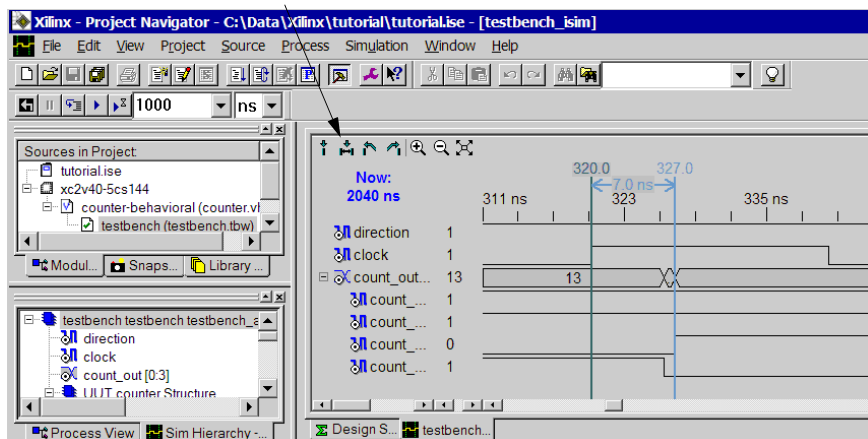 Xilinx - Project Navigator - C:\Data\Xilinx\tutorial\tutorial.ise - [testbench_isim]
File Edit View Project Source Process Simulation Window Help
1000 ns
Sources in Project:
tutorial.ise
xc2v40-5cs144
counter-behavioral (counter.vh
testbench (testbench.tbw)
Modul... Snaps... Library ...
testbench testbench testbench_a
direction
clock
count_out [0:3]
UUT counter Structure
Process View Sim Hierarchy -...
Now:
2040 ns
320.0 327.0
7.0 ns
311 ns 323 335 ns
direction 1
clock 1
count_out... 13 13
count_... 1
count_... 1
count_... 0
count_... 1
Design S... testbench...